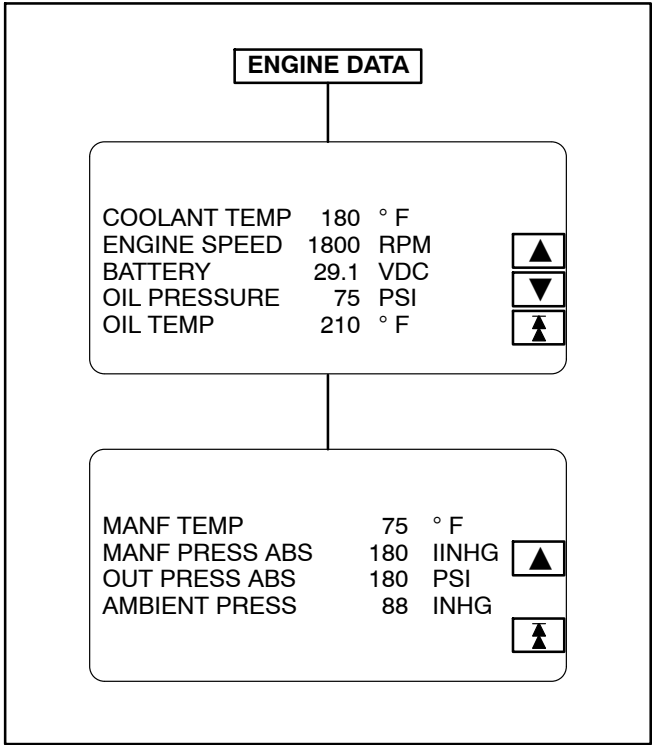 ENGINE DATA
COOLANT TEMP 180 ° F
ENGINE SPEED 1800 RPM
BATTERY 29.1 VDC
OIL PRESSURE 75 PSI
OIL TEMP 210 ° F
MANF TEMP 75 ° F
MANF PRESS ABS 180 IINHG
OUT PRESS ABS 180 PSI
AMBIENT PRESS 88 INHG